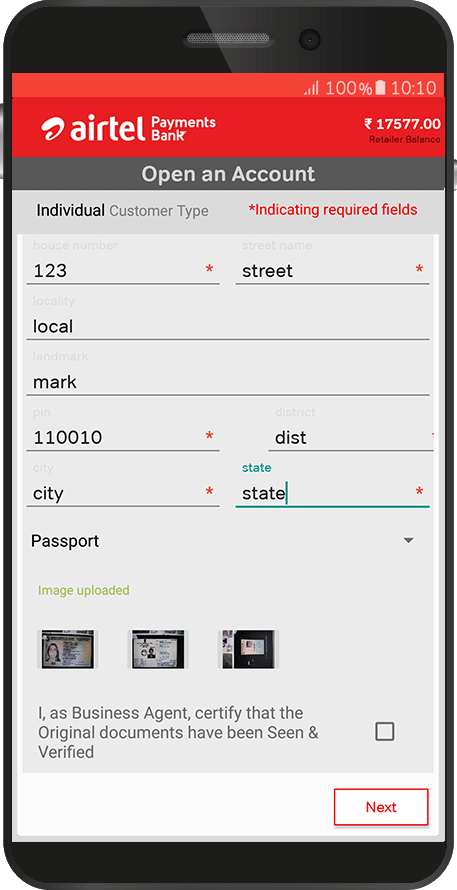 100% 10:10
airtel Payments Bank
₹ 17577.00
Retailer Balance
Open an Account
Individual Customer Type *Indicating required fields
house number street name
123 * street *
locality
local
landmark
mark
pin district
110010 * dist
city state
city * state *
Passport
Image uploaded
I, as Business Agent, certify that the
Original documents have been Seen &
Verified
Next